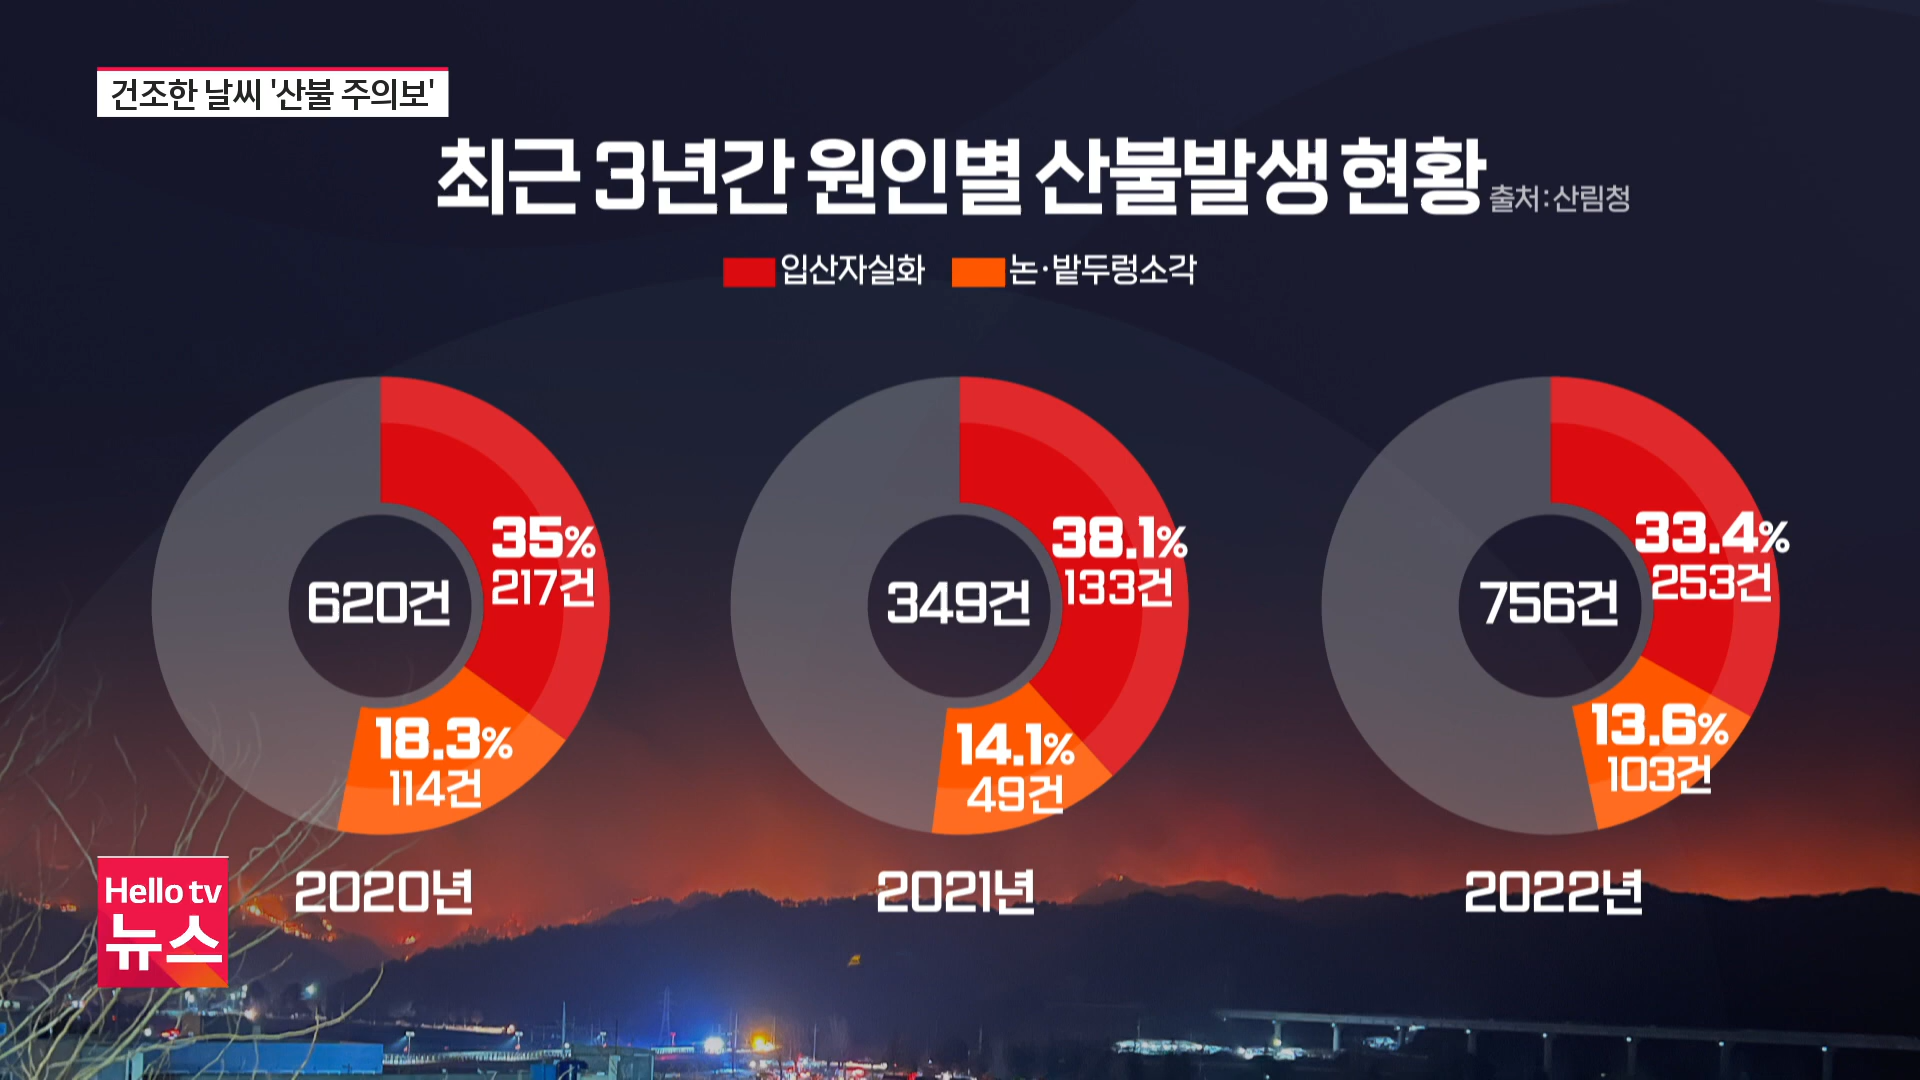 건조한 날씨 '산불 주의보'
최근 3년간 원인별 산불발생 현황 출처 : 산림청
입산자실화 논·밭두렁소각
35%
217건
620건
18.3%
114건
2020년
38.1%
133건
349건
14.1%
49건
2021년
33.4%
253건
756건
13.6%
103건
2022년
Hello tv
뉴스